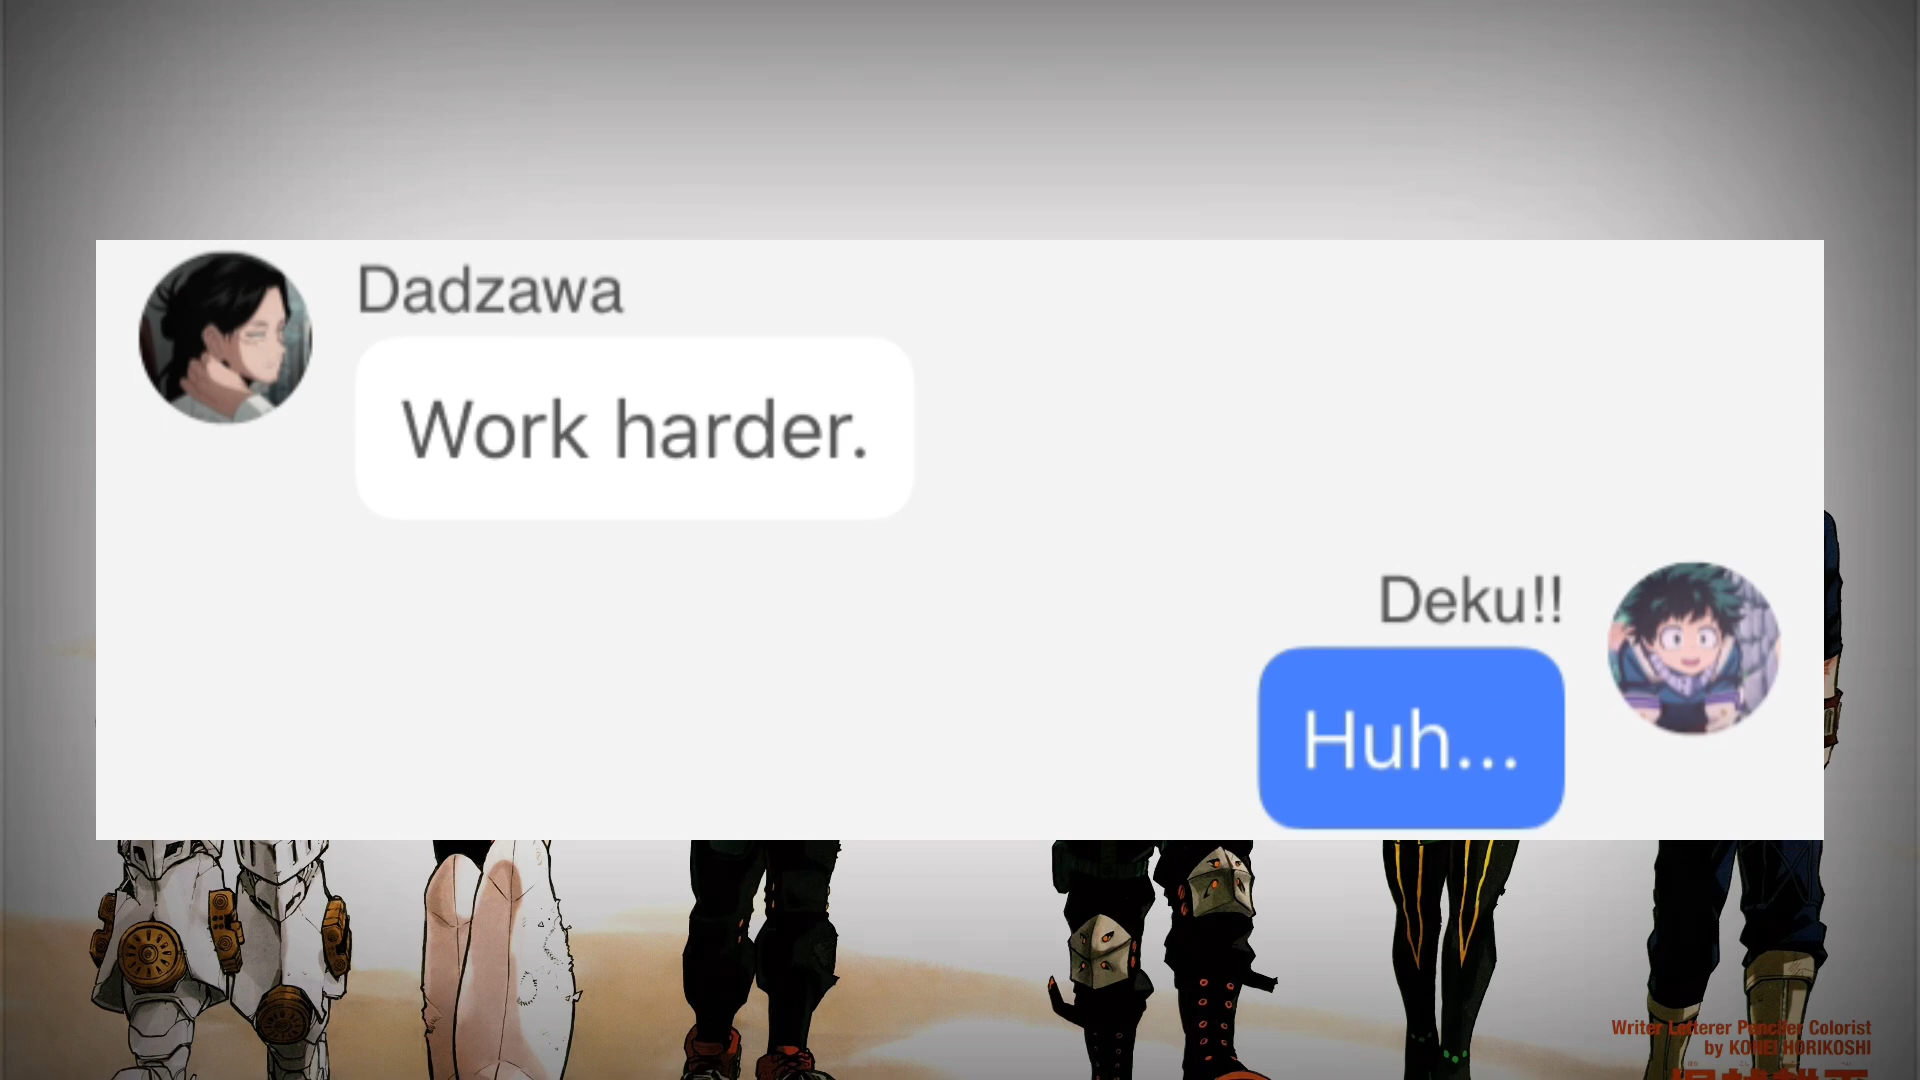 Dadzawa
Work harder.
Deku!!
Huh...
Writer Letterer Penciller Colorist
by KOHEI HORIKOSHI